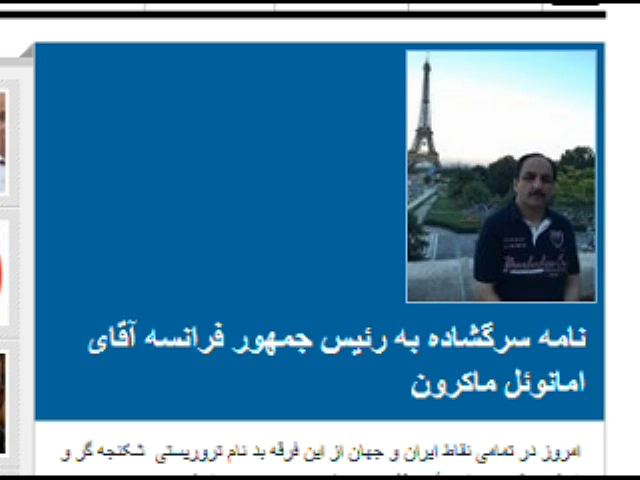 نامه سرگشاده به رئیس جمهور فرانسه آقای
امانوئل ماکرون
امروز در تمامی نقاط ایران و جهان از این فرقه بد نام تروریستی شکنجه گر و